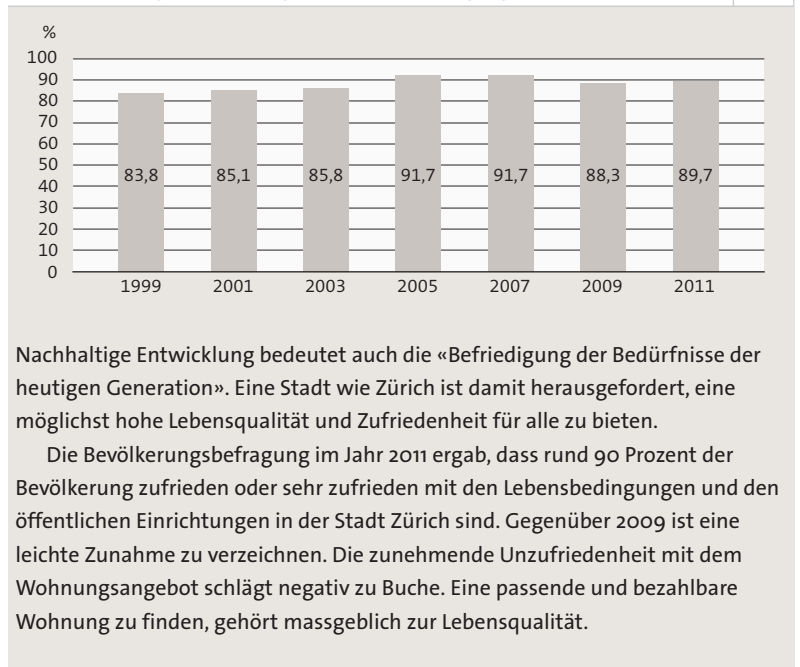 %
100
90
80
70
60
50
40
30
20
10
0
83,8 85,1 85,8 91,7 91,7 88,3 89,7
1999 2001 2003 2005 2007 2009 2011
Nachhaltige Entwicklung bedeutet auch die «Befriedigung der Bedürfnisse der
heutigen Generation». Eine Stadt wie Zürich ist damit herausgefordert, eine
möglichst hohe Lebensqualität und Zufriedenheit für alle zu bieten.
Die Bevölkerungsbefragung im Jahr 2011 ergab, dass rund 90 Prozent der
Bevölkerung zufrieden oder sehr zufrieden mit den Lebensbedingungen und den
öffentlichen Einrichtungen in der Stadt Zürich sind. Gegenüber 2009 ist eine
leichte Zunahme zu verzeichnen. Die zunehmende Unzufriedenheit mit dem
Wohnungsangebot schlägt negativ zu Buche. Eine passende und bezahlbare
Wohnung zu finden, gehört massgeblich zur Lebensqualität.